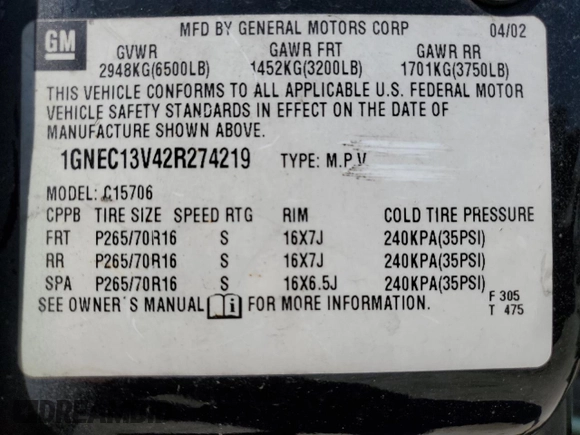 GM
MFD BY GENERAL MOTORS CORP 04/02
GVWR GAWR FRT GAWR RR
2948KG(6500LB) 1452KG(3200LB) 1701KG(3750LB)
THIS VEHICLE CONFORMS TO ALL APPLICABLE U.S. FEDERAL MOTOR
VEHICLE SAFETY STANDARDS IN EFFECT ON THE DATE OF
MANUFACTURE SHOWN ABOVE.
1GNEC13V42R274219 TYPE: M.P.V
MODEL: C15706
CPPB TIRE SIZE SPEED RTG RIM COLD TIRE PRESSURE
FRT P265/70R16 S 16X7J 240KPA(35PSI)
RR P265/70R16 S 16X7J 240KPA(35PSI)
SPA P265/70R16 S 16X6.5J 240KPA(35PSI)
SEE OWNER'S MANUAL FOR MORE INFORMATION.
F 305
T 475